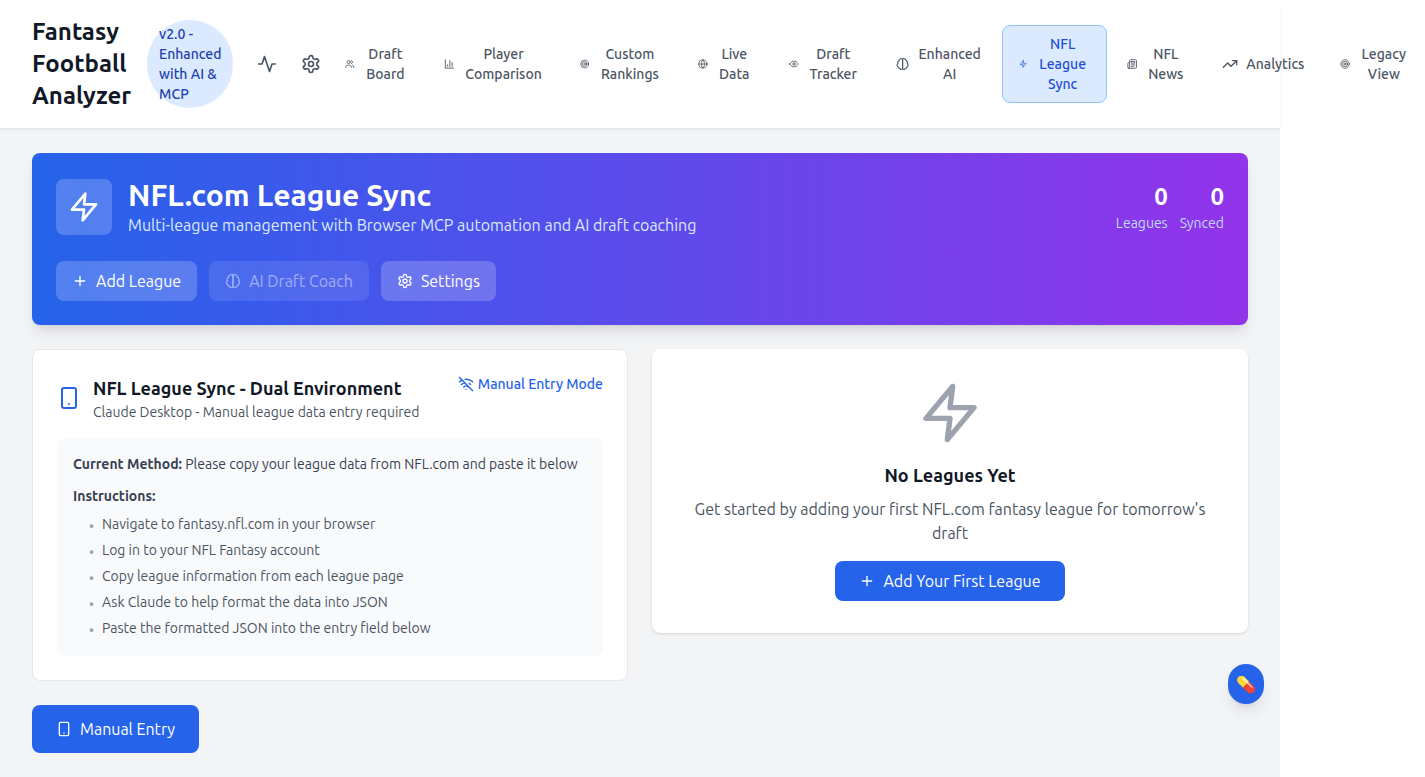 Fantasy
Football
Analyzer
v2.0 -
Enhanced
with AI &
MCP
Draft
Board
Player
Comparison
Custom
Rankings
Live
Data
Draft
Tracker
Enhanced
AI
NFL
League
Sync
NFL
News
Analytics
Legacy
View
NFL.com League Sync
Multi-league management with Browser MCP automation and AI draft coaching
0
Leagues
0
Synced
Add League
AI Draft Coach
Settings
NFL League Sync - Dual Environment
Claude Desktop - Manual league data entry required
Manual Entry Mode
Current Method: Please copy your league data from NFL.com and paste it below
Instructions:
• Navigate to fantasy.nfl.com in your browser
• Log in to your NFL Fantasy account
• Copy league information from each league page
• Ask Claude to help format the data into JSON
• Paste the formatted JSON into the entry field below
Manual Entry
No Leagues Yet
Get started by adding your first NFL.com fantasy league for tomorrow's
draft
Add Your First League